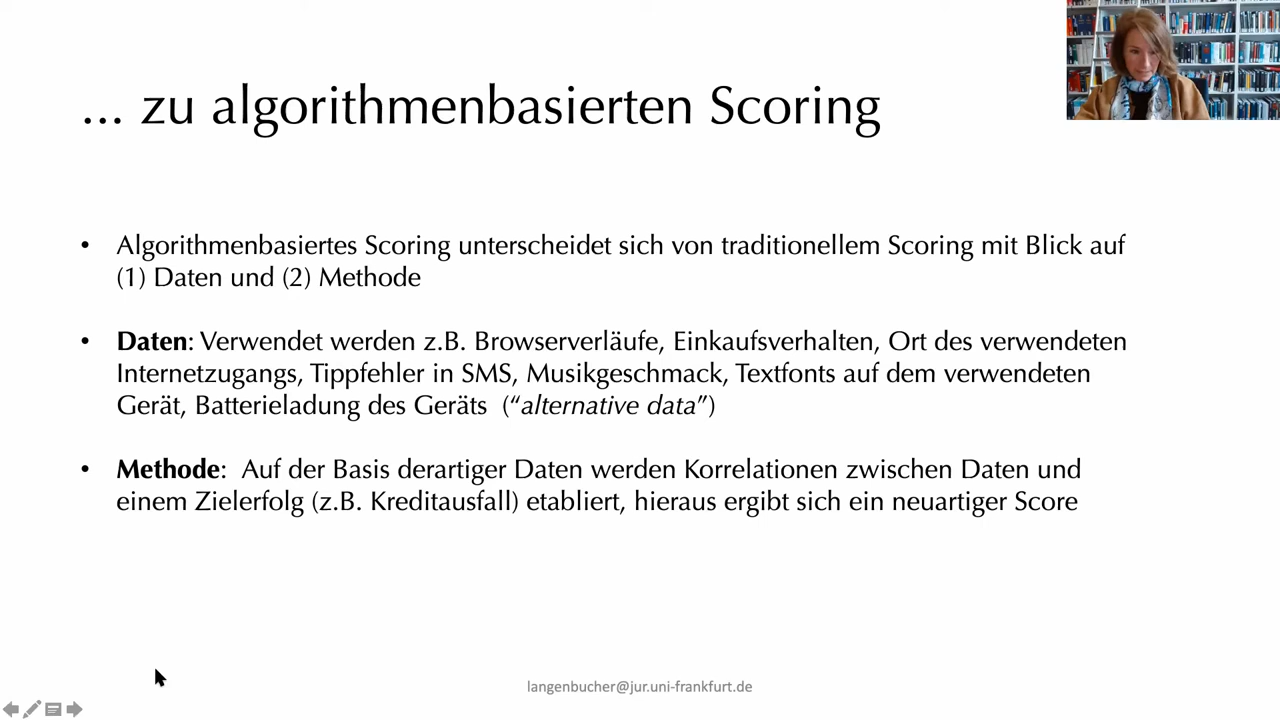 ... zu algorithmenbasierten Scoring
• Algorithmenbasiertes Scoring unterscheidet sich von traditionellem Scoring mit Blick auf
(1) Daten und (2) Methode
• Daten: Verwendet werden z.B. Browserverläufe, Einkaufsverhalten, Ort des verwendeten
Internetzugangs, Tippfehler in SMS, Musikgeschmack, Textfonts auf dem verwendeten
Gerät, Batterieladung des Geräts (“alternative data”)
• Methode: Auf der Basis derartiger Daten werden Korrelationen zwischen Daten und
einem Zielerfolg (z.B. Kreditausfall) etabliert, hieraus ergibt sich ein neuartiger Score
langenbucher@jur.uni-frankfurt.de